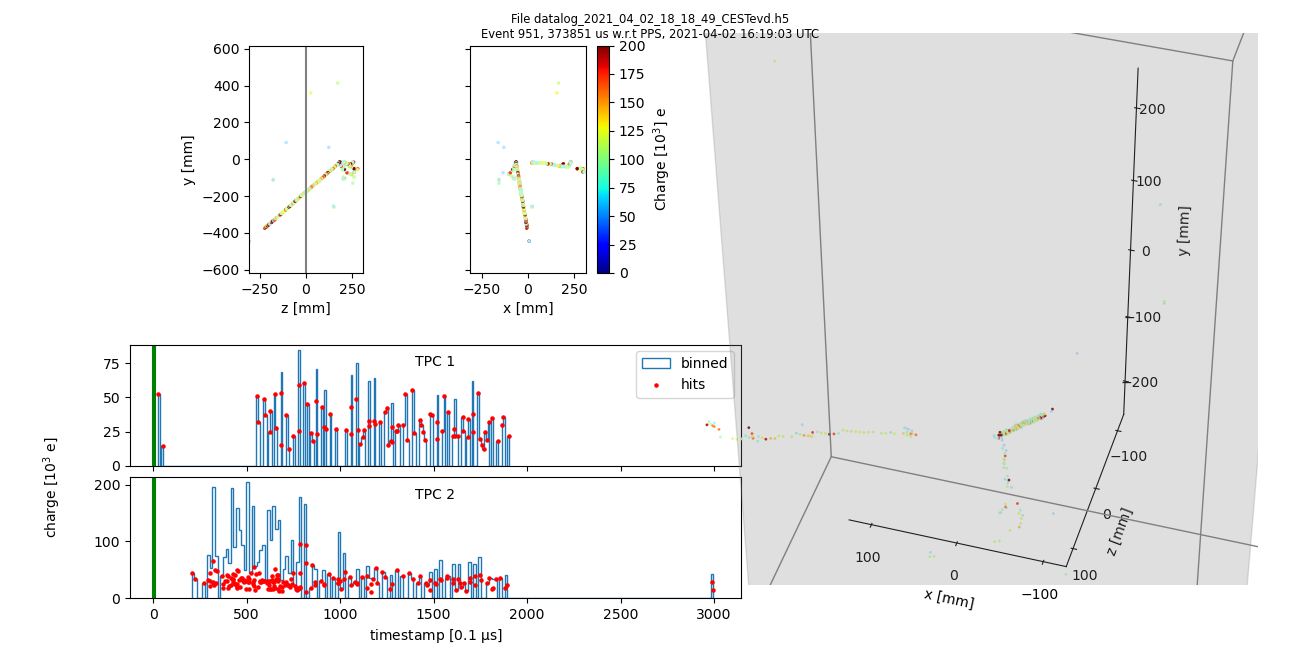 File datalog_2021_04_02_18_18_49_CESTevd.h5
Event 951, 373851 us w.r.t PPS, 2021-04-02 16:19:03 UTC
600
400
200
0
−200
−400
−600
y [mm]
−250 0 250
z [mm]
−250 0 250
x [mm]
200
175
150
125
100
75
50
25
0
Charge [10³] e
200
100
0
−100
−200
y [mm]
−100
0
100
z [mm]
100
0
−100
x [mm]
TPC 1
75
50
25
0
binned
hits
TPC 2
200
100
0
charge [10³ e]
0 500 1000 1500 2000 2500 3000
timestamp [0.1 µs]